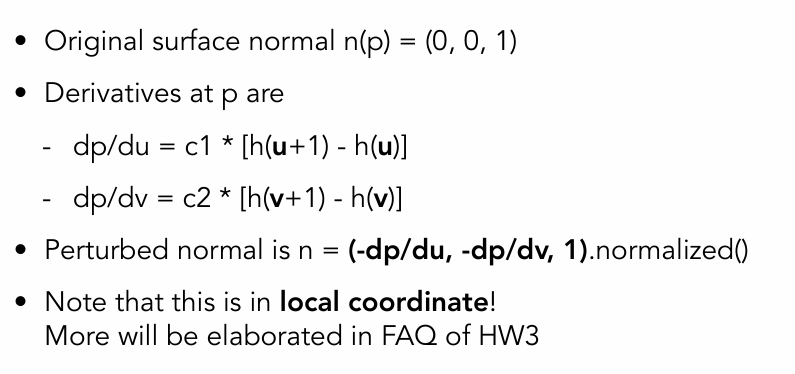 • Original surface normal n(p) = (0, 0, 1)
• Derivatives at p are
- dp/du = c1 * [h(u+1) - h(u)]
- dp/dv = c2 * [h(v+1) - h(v)]
• Perturbed normal is n = (-dp/du, -dp/dv, 1).normalized()
• Note that this is in local coordinate!
More will be elaborated in FAQ of HW3